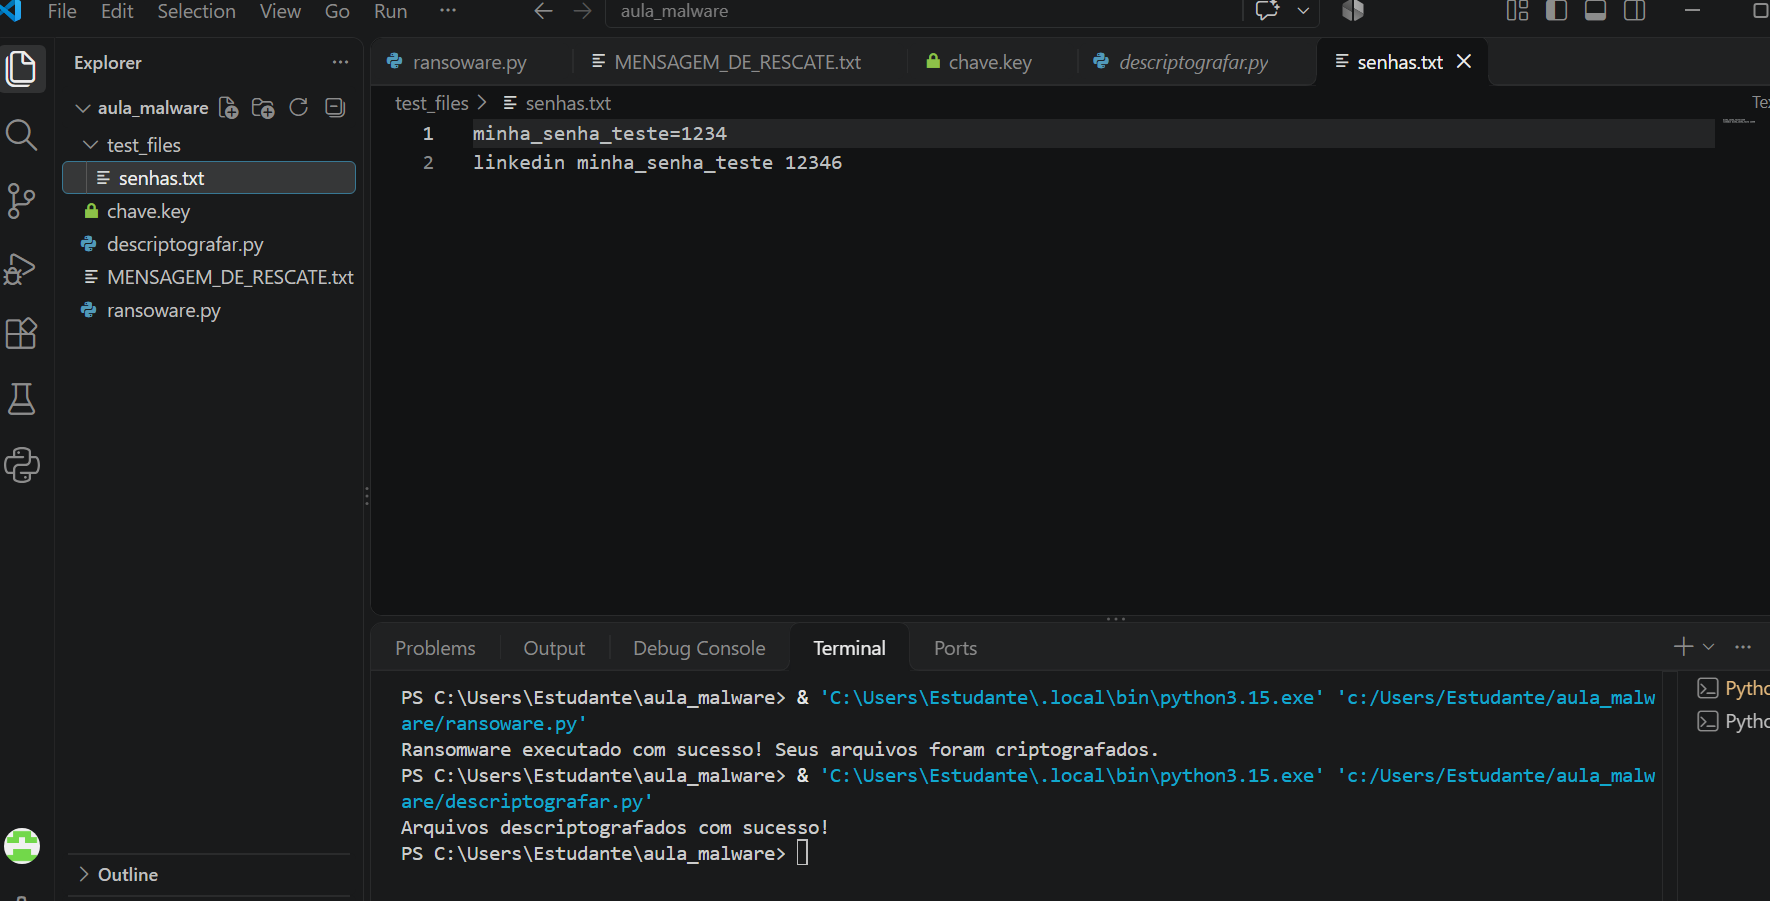 File Edit Selection View Go Run ... aula_malware
Explorer ...
aula_malware
test_files
senhas.txt
chave.key
descriptografar.py
MENSAGEM_DE_RESCATE.txt
ransoware.py
Outline
ransoware.py MENSAGEM_DE_RESCATE.txt chave.key descriptografar.py senhas.txt
test_files > senhas.txt
1 minha_senha_teste=1234
2 linkedin minha_senha_teste 12346
Problems Output Debug Console Terminal Ports
PS C:\Users\Estudante\aula_malware> & 'C:\Users\Estudante\.local\bin\python3.15.exe' 'c:/Users/Estudante/aula_malw
are/ransoware.py'
Ransomware executado com sucesso! Seus arquivos foram criptografados.
PS C:\Users\Estudante\aula_malware> & 'C:\Users\Estudante\.local\bin\python3.15.exe' 'c:/Users/Estudante/aula_malw
are/descriptografar.py'
Arquivos descriptografados com sucesso!
PS C:\Users\Estudante\aula_malware>